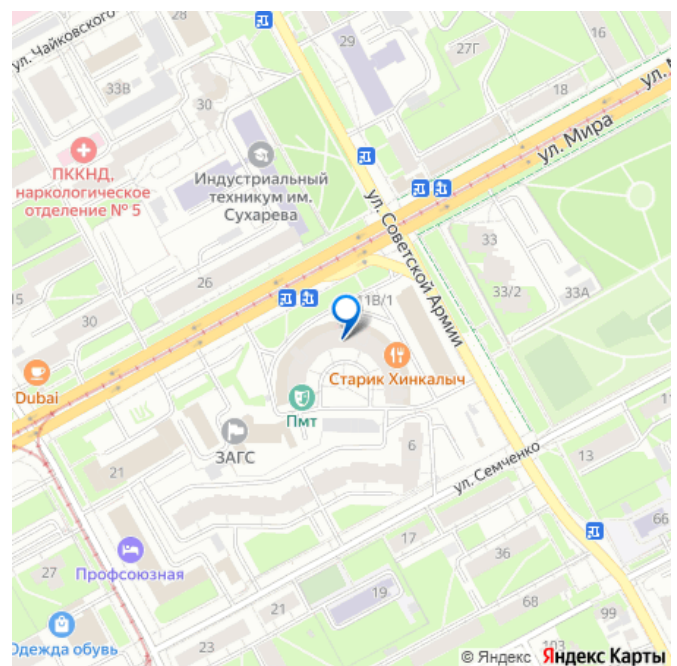 ул. Чайковского
28
29
27Г
33В
30
18
ул. М
ул. Мира
ПККНД,
наркологическое
отделение № 5
Индустриальный
техникум им.
Сухарева
ул. Советской Армии
33
33/2
33А
26
15
30
11В/1
Dubai
Старик Хинкалыч
Пмт
ЗАГС
21
6
ул. Семченко
13
17
66
36
Профсоюзная
27
19
68
21
99
Одежда обувь
23
103
© Яндекс Яндекс Карты